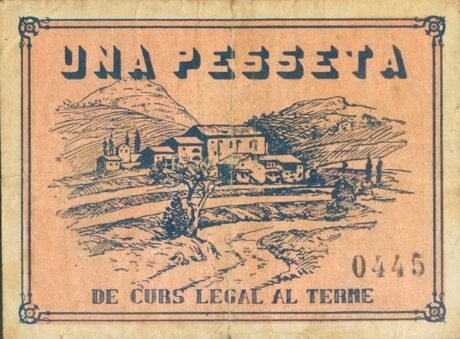 UNA PESSETA
0445
DE CURS LEGAL AL TERME